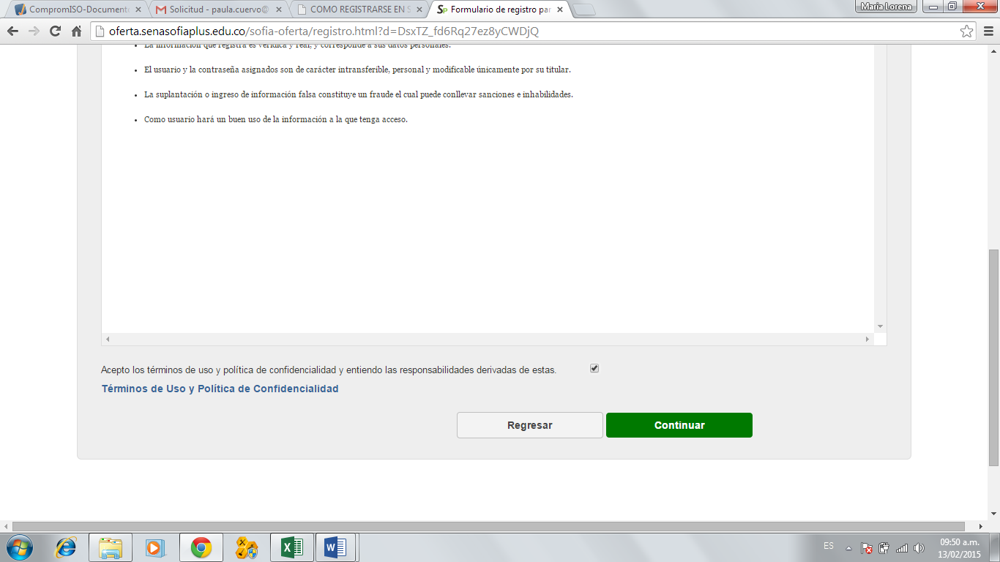 CompromISO-Document
Solicitud - paula.cuervo@
COMO REGISTRARSE EN S
Formulario de registro par
Maria Lorena
oferta.senasofiaplus.edu.co/sofia-oferta/registro.html?d=DsxTZ_fd6Rq27ez8yCWDjQ
La información que registra es verídica y real, y corresponde a sus datos personales.
El usuario y la contraseña asignados son de carácter intransferible, personal y modificable únicamente por su titular.
La suplantación o ingreso de información falsa constituye un fraude el cual puede conllevar sanciones e inhabilidades.
Como usuario hará un buen uso de la información a la que tenga acceso.
Acepto los términos de uso y política de confidencialidad y entiendo las responsabilidades derivadas de estas.
Términos de Uso y Política de Confidencialidad
Regresar
Continuar
ES
09:50 a.m.
13/02/2015